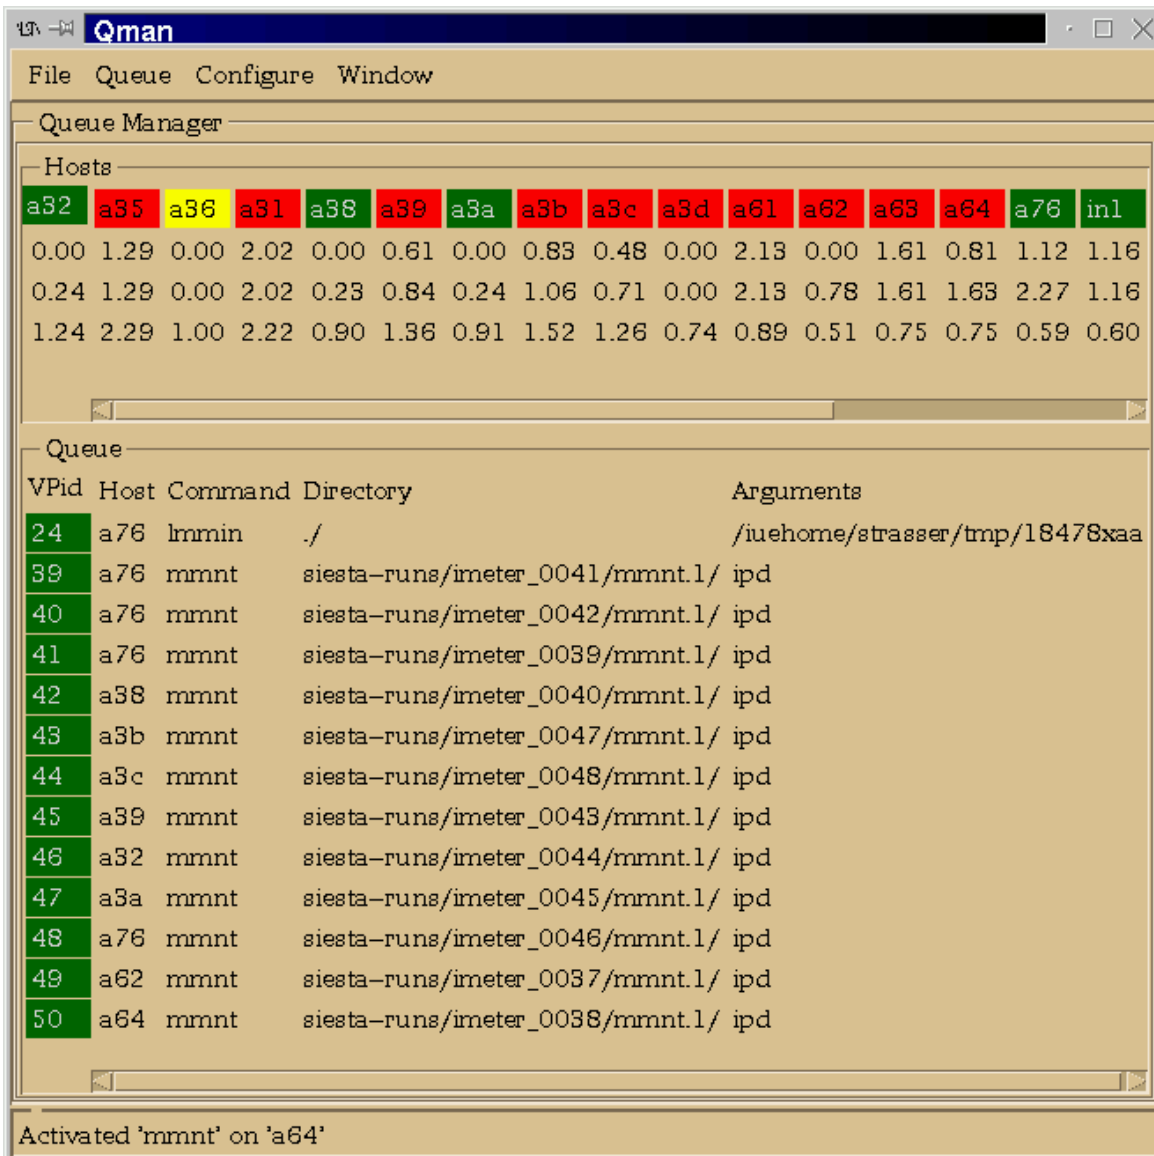 Qman
File Queue Configure Window
Queue Manager
Hosts
a32 a35 a36 a31 a38 a39 a3a a3b a3c a3d a61 a62 a63 a64 a76 in1
0.00 1.29 0.00 2.02 0.00 0.61 0.00 0.83 0.48 0.00 2.13 0.00 1.61 0.81 1.12 1.16
0.24 1.29 0.00 2.02 0.23 0.84 0.24 1.06 0.71 0.00 2.13 0.78 1.61 1.63 2.27 1.16
1.24 2.29 1.00 2.22 0.90 1.36 0.91 1.52 1.26 0.74 0.89 0.51 0.75 0.75 0.59 0.60
Queue
VPid Host Command Directory Arguments
24 a76 lmmin ./ /iuehome/strasser/tmp/18478xaa
39 a76 mmnt siesta-runs/imeter_0041/mmnt.1/ ipd
40 a76 mmnt siesta-runs/imeter_0042/mmnt.1/ ipd
41 a76 mmnt siesta-runs/imeter_0039/mmnt.1/ ipd
42 a38 mmnt siesta-runs/imeter_0040/mmnt.1/ ipd
43 a3b mmnt siesta-runs/imeter_0047/mmnt.1/ ipd
44 a3c mmnt siesta-runs/imeter_0048/mmnt.1/ ipd
45 a39 mmnt siesta-runs/imeter_0043/mmnt.1/ ipd
46 a32 mmnt siesta-runs/imeter_0044/mmnt.1/ ipd
47 a3a mmnt siesta-runs/imeter_0045/mmnt.1/ ipd
48 a76 mmnt siesta-runs/imeter_0046/mmnt.1/ ipd
49 a62 mmnt siesta-runs/imeter_0037/mmnt.1/ ipd
50 a64 mmnt siesta-runs/imeter_0038/mmnt.1/ ipd
Activated 'mmnt' on 'a64'